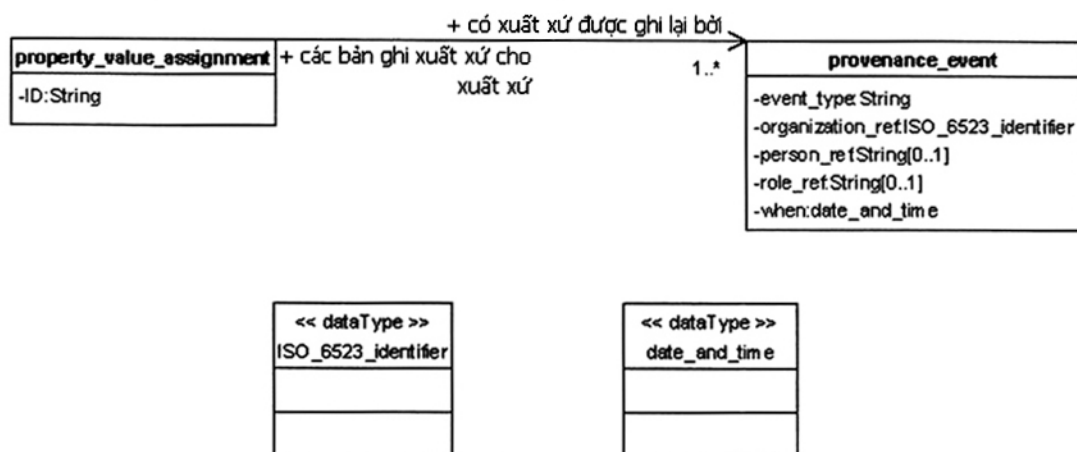 + có xuất xứ được ghi lại bởi
property_value_assignment
+ các bản ghi xuất xứ cho
xuất xứ
1..*
provenance_event
-ID:String
-event_type:String
-organization_ref:ISO_6523_identifier
-person_ref:String[0..1]
-role_ref:String[0..1]
-when:date_and_time
<< dataType >>
ISO_6523_identifier
<< dataType >>
date_and_time